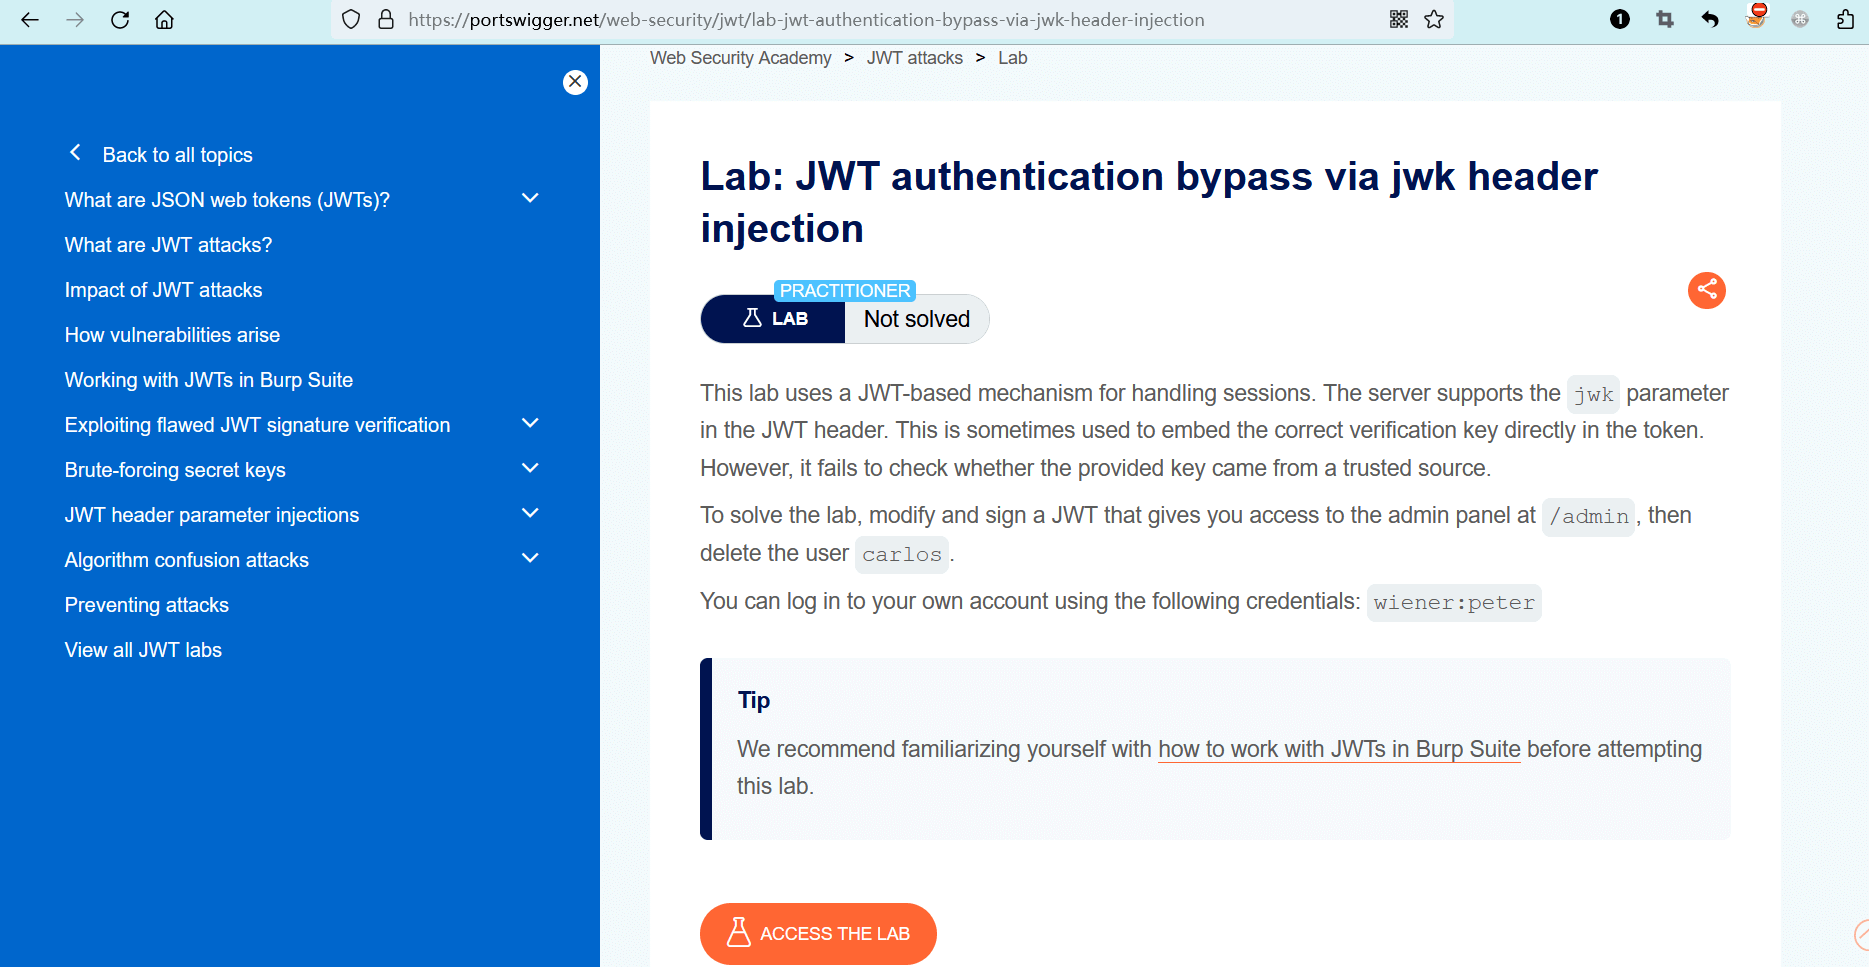 https://portswigger.net/web-security/jwt/lab-jwt-authentication-bypass-via-jwk-header-injection
1
Web Security Academy > JWT attacks > Lab
Back to all topics
What are JSON web tokens (JWTs)?
What are JWT attacks?
Impact of JWT attacks
How vulnerabilities arise
Working with JWTs in Burp Suite
Exploiting flawed JWT signature verification
Brute-forcing secret keys
JWT header parameter injections
Algorithm confusion attacks
Preventing attacks
View all JWT labs
Lab: JWT authentication bypass via jwk header
injection
PRACTITIONER
LAB Not solved
This lab uses a JWT-based mechanism for handling sessions. The server supports the jwk parameter
in the JWT header. This is sometimes used to embed the correct verification key directly in the token.
However, it fails to check whether the provided key came from a trusted source.
To solve the lab, modify and sign a JWT that gives you access to the admin panel at /admin, then
delete the user carlos.
You can log in to your own account using the following credentials: wiener:peter
Tip
We recommend familiarizing yourself with how to work with JWTs in Burp Suite before attempting
this lab.
ACCESS THE LAB